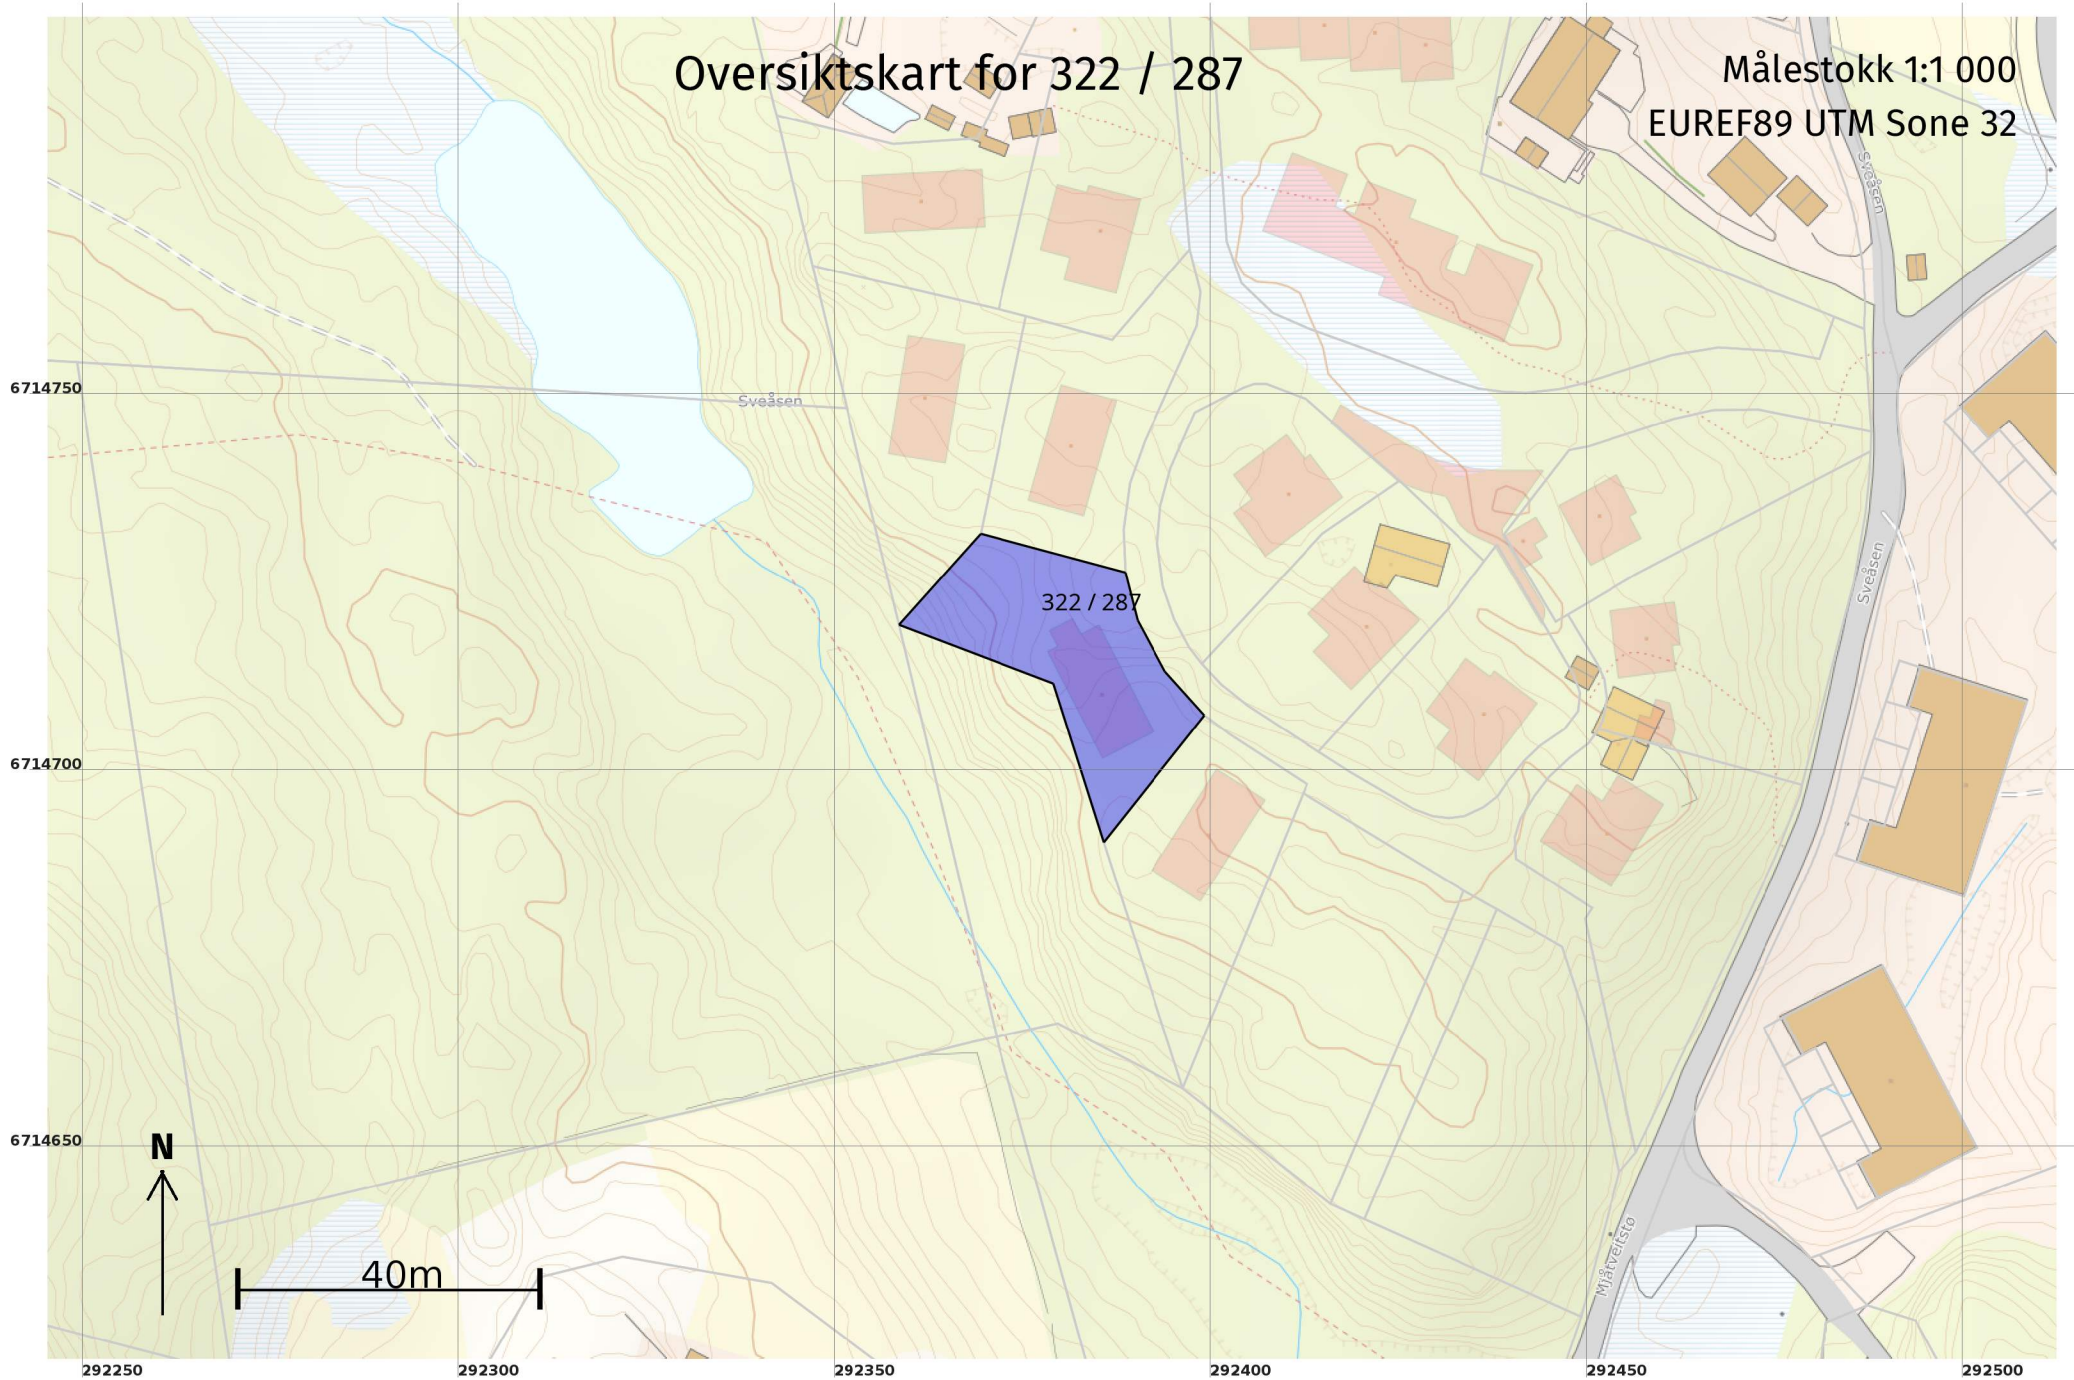 Oversiktskart for 322 / 287
Målestokk 1:1 000
EUREF89 UTM Sone 32
Sveåsen
6714750
Sveåsen
Sveåsen
322 / 287
6714700
6714650
N
40m
Mjåtveitstø
292250
292300
292350
292400
292450
292500